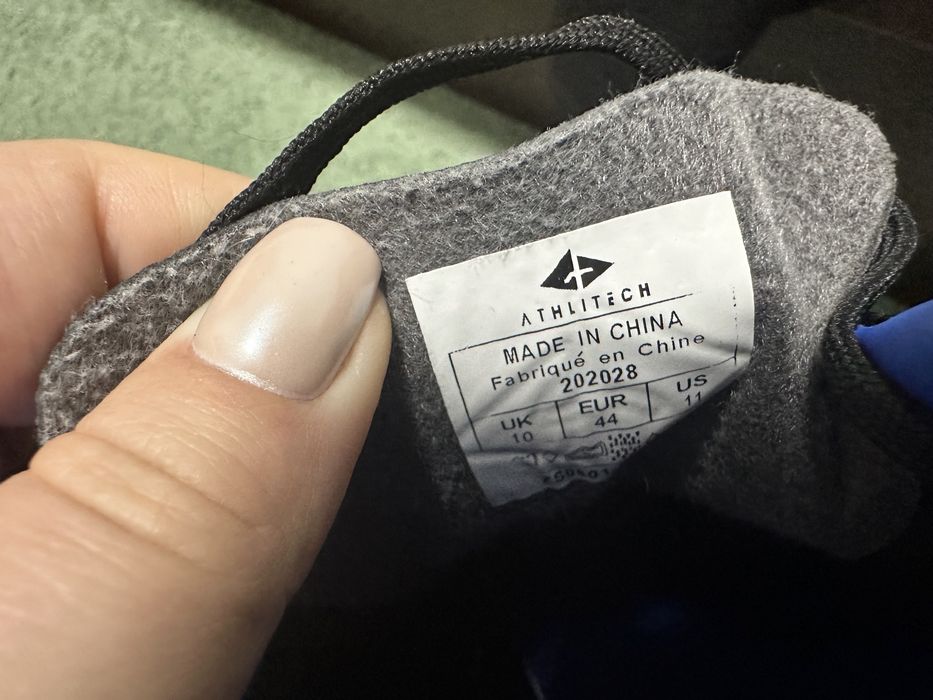 ATHLITECH
MADE IN CHINA
Fabriqué en Chine
202028
UK EUR US
10 44 11